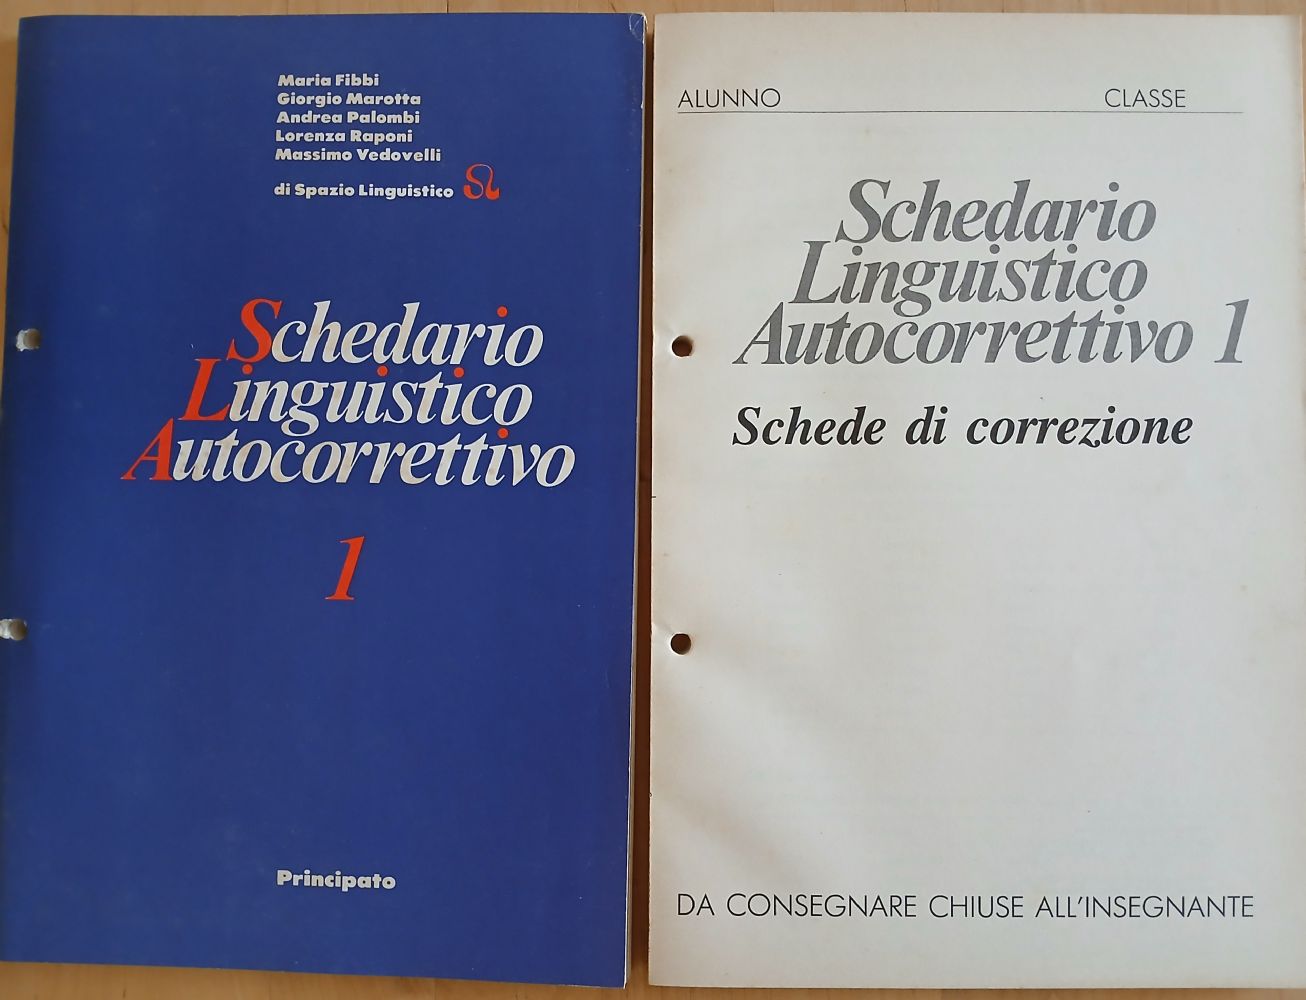 Maria Fibbi
Giorgio Marotta
Andrea Palombi
Lorenza Raponi
Massimo Vedovelli
di Spazio Linguistico
Schedario
Linguistico
Autocorrettivo
1
Principato
ALUNNO CLASSE
Schedario
Linguistico
Autocorrettivo 1
Schede di correzione
DA CONSEGNARE CHIUSE ALL'INSEGNANTE